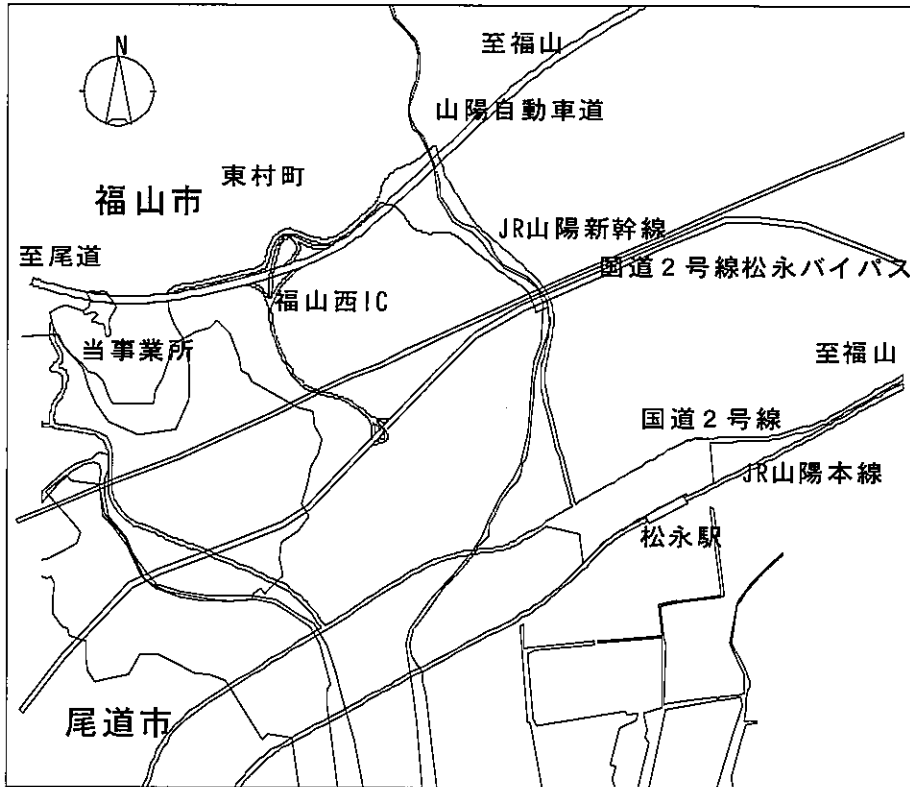 N
至福山
山陽自動車道
東村町
福山市
JR山陽新幹線
至尾道
国道２号線松永バイパス
福山西IC
当事業所
至福山
国道２号線
JR山陽本線
松永駅
尾道市